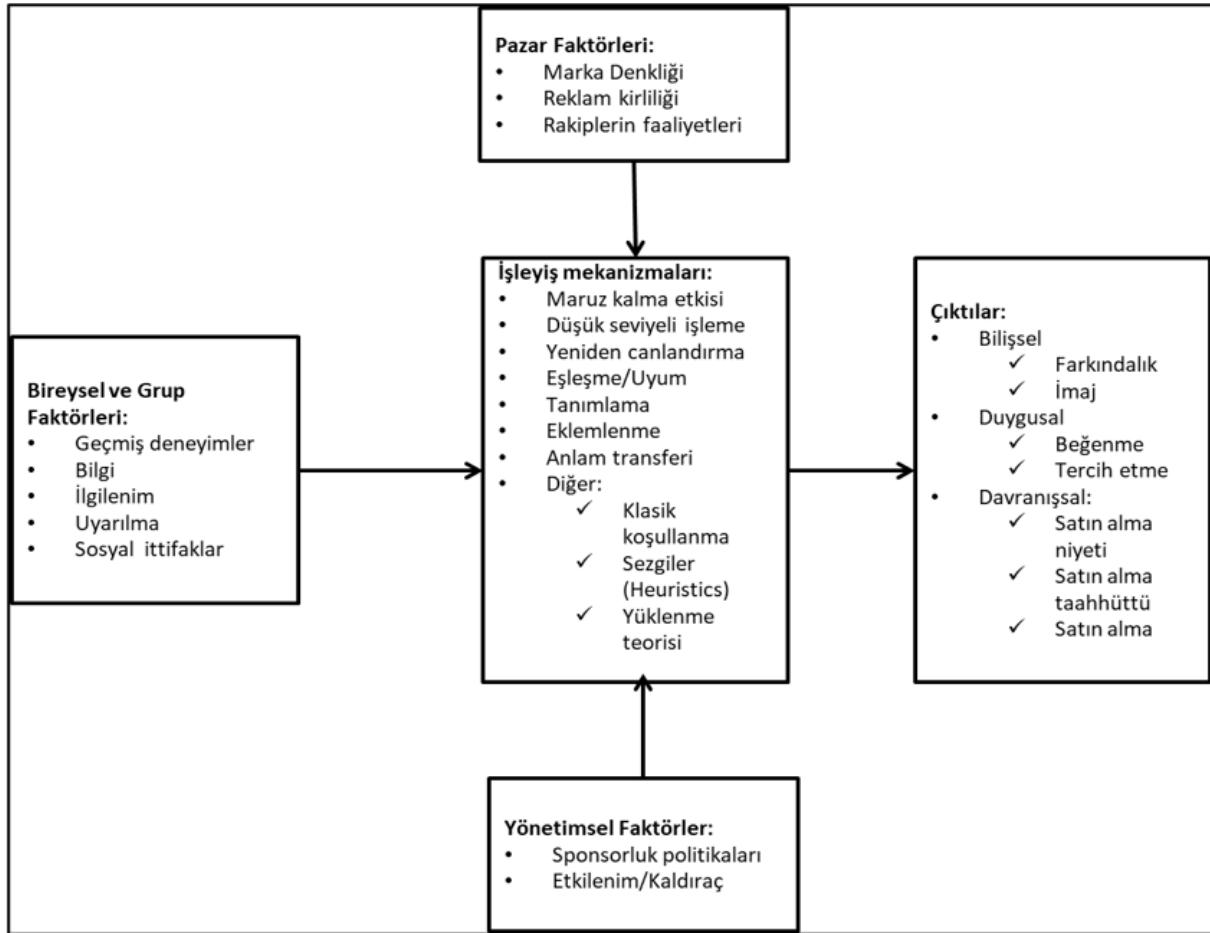 Pazar Faktörleri:
• Marka Denkliği
• Reklam kirliliği
• Rakiplerin faaliyetleri
Bireysel ve Grup
Faktörleri:
• Geçmiş deneyimler
• Bilgi
• İlgilenim
• Uyarılma
• Sosyal ittifaklar
İşleyiş mekanizmaları:
• Maruz kalma etkisi
• Düşük seviyeli işleme
• Yeniden canlandırma
• Eşleşme/Uyum
• Tanımlama
• Eklemlenme
• Anlam transferi
• Diğer:
✓ Klasik
koşullanma
✓ Sezgiler
(Heuristics)
✓ Yüklenme
teorisi
Çıktılar:
• Bilişsel
✓ Farkındalık
✓ İmaj
• Duygusal
✓ Beğenme
✓ Tercih etme
• Davranışsal:
✓ Satın alma
niyeti
✓ Satın alma
taahhüttü
✓ Satın alma
Yönetimsel Faktörler:
• Sponsorluk politikaları
• Etkilenim/Kaldıraç